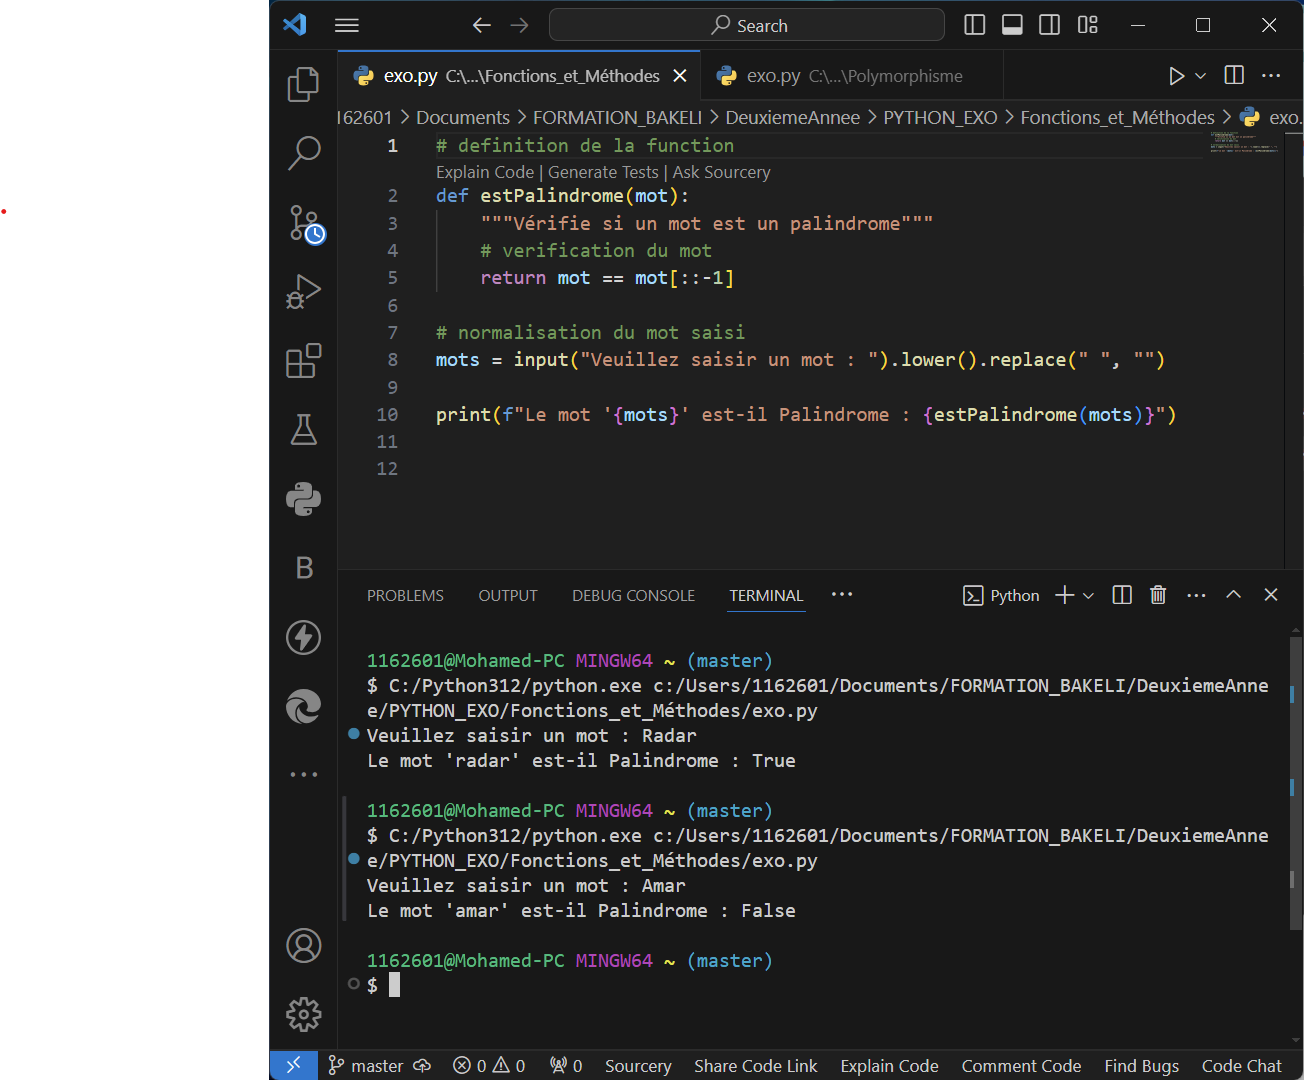 Search
exo.py C:\...\Fonctions_et_Méthodes
exo.py C:\...\Polymorphisme
1162601 > Documents > FORMATION_BAKELI > DeuxiemeAnnee > PYTHON_EXO > Fonctions_et_Méthodes > exo.
1 # definition de la function
Explain Code | Generate Tests | Ask Sourcery
2 def estPalindrome(mot):
3 """Vérifie si un mot est un palindrome"""
4 # verification du mot
5 return mot == mot[::-1]
6
7 # normalisation du mot saisi
8 mots = input("Veuillez saisir un mot : ").lower().replace(" ", "")
9
10 print(f"Le mot '{mots}' est-il Palindrome : {estPalindrome(mots)}")
11
12
B
PROBLEMS OUTPUT DEBUG CONSOLE TERMINAL ... Python
1162601@Mohamed-PC MINGW64 ~ (master)
$ C:/Python312/python.exe c:/Users/1162601/Documents/FORMATION_BAKELI/DeuxiemeAnne
e/PYTHON_EXO/Fonctions_et_Méthodes/exo.py
Veuillez saisir un mot : Radar
Le mot 'radar' est-il Palindrome : True
1162601@Mohamed-PC MINGW64 ~ (master)
$ C:/Python312/python.exe c:/Users/1162601/Documents/FORMATION_BAKELI/DeuxiemeAnne
e/PYTHON_EXO/Fonctions_et_Méthodes/exo.py
Veuillez saisir un mot : Amar
Le mot 'amar' est-il Palindrome : False
1162601@Mohamed-PC MINGW64 ~ (master)
$
master 0 0 0 Sourcery Share Code Link Explain Code Comment Code Find Bugs Code Chat